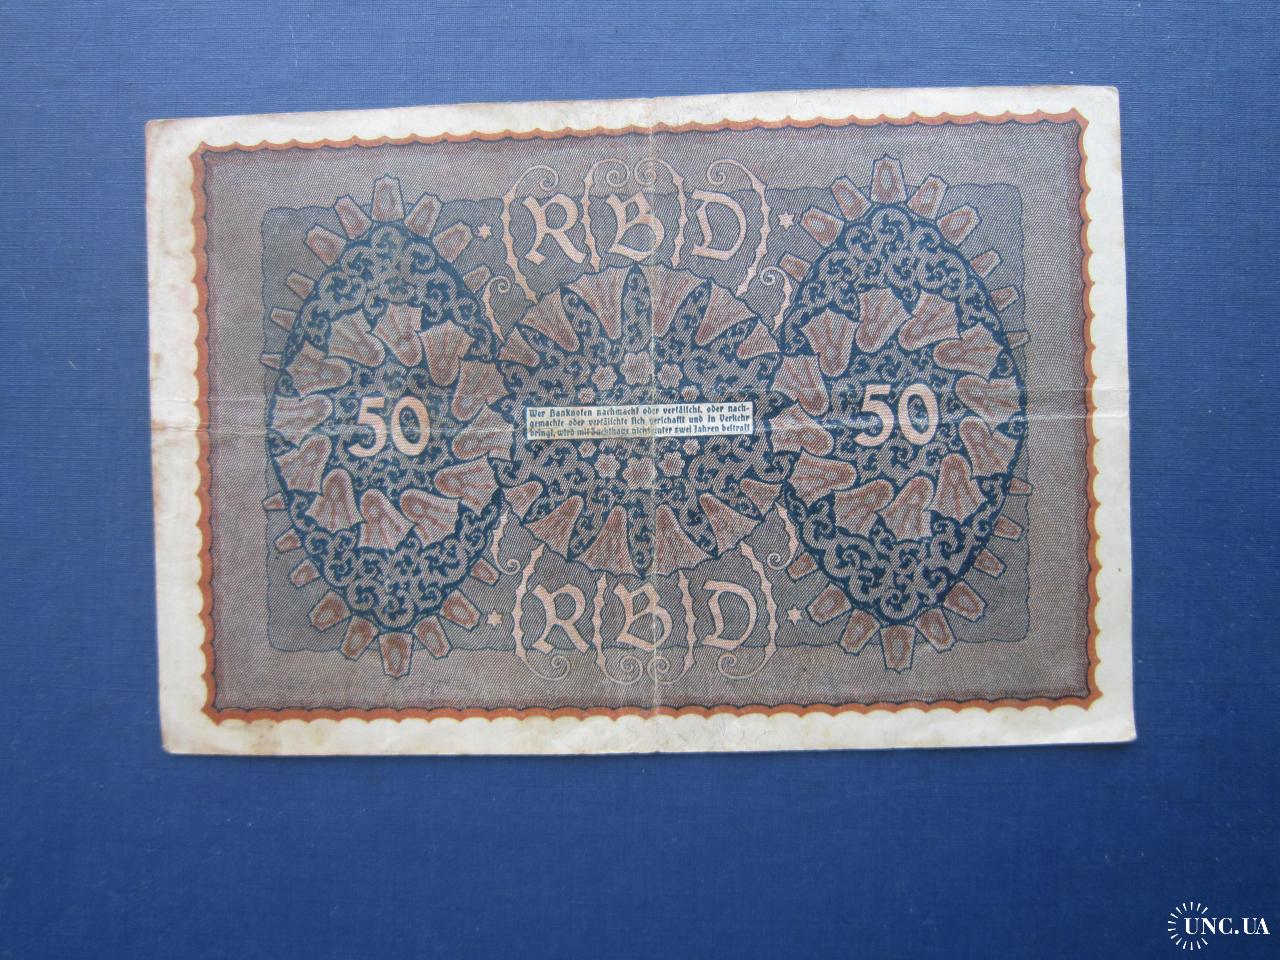 RBD
50
50
Wer Banknoten nachmacht oder verfälscht, oder nach-
gemachte oder verfälschte sich verschafft und in Verkehr
bringt, wird mit Zuchthaus nicht unter zwei Jahren bestraft
RBD
UNC.UA